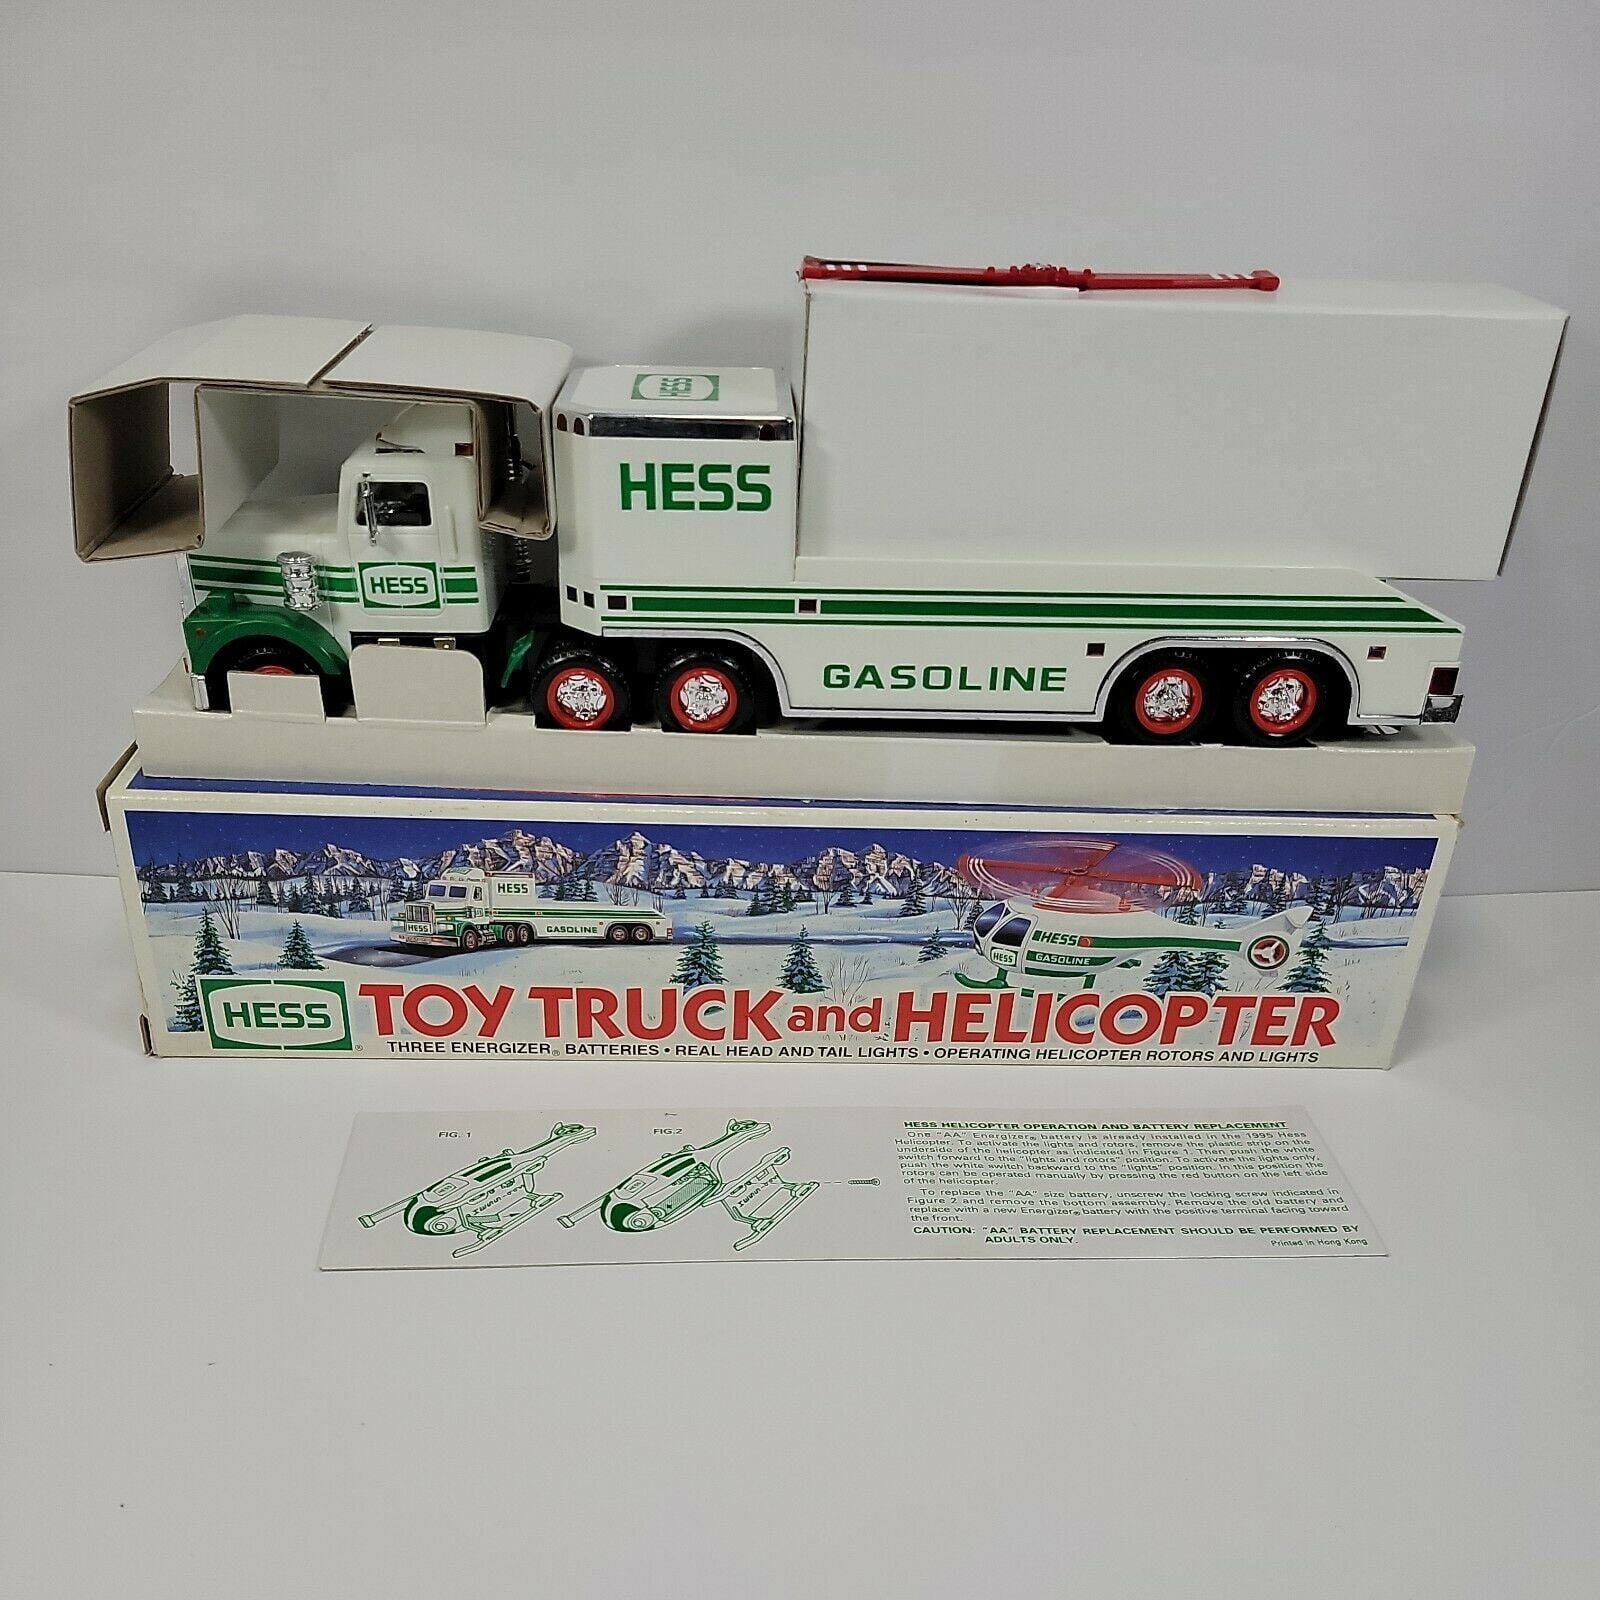 HESS
HESS
HESS
GASOLINE
HESS
GASOLINE
HESS
HESS
GASOLINE
HESS
HESS® TOY TRUCK and HELICOPTER
THREE ENERGIZER® BATTERIES • REAL HEAD AND TAIL LIGHTS • OPERATING HELICOPTER ROTORS AND LIGHTS
FIG. 1
FIG.2
HESS HELICOPTER OPERATION AND BATTERY REPLACEMENT
One "AA" Energizer® battery is already installed in the 1995 Hess
Helicopter. To activate the lights and rotors, remove the plastic strip on the
underside of the helicopter as indicated in Figure 1. Then push the white
switch forward to the "lights and rotors" position. To activate the lights only,
push the white switch backward to the "lights" position. In this position the
rotors can be operated manually by pressing the red button on the left side
of the helicopter.
To replace the "AA" size battery, unscrew the locking screw indicated in
Figure 2 and remove the bottom assembly. Remove the old battery and
replace with a new Energizer® battery with the positive terminal facing toward
the front.
CAUTION: "AA" BATTERY REPLACEMENT SHOULD BE PERFORMED BY
ADULTS ONLY.
Printed in Hong Kong